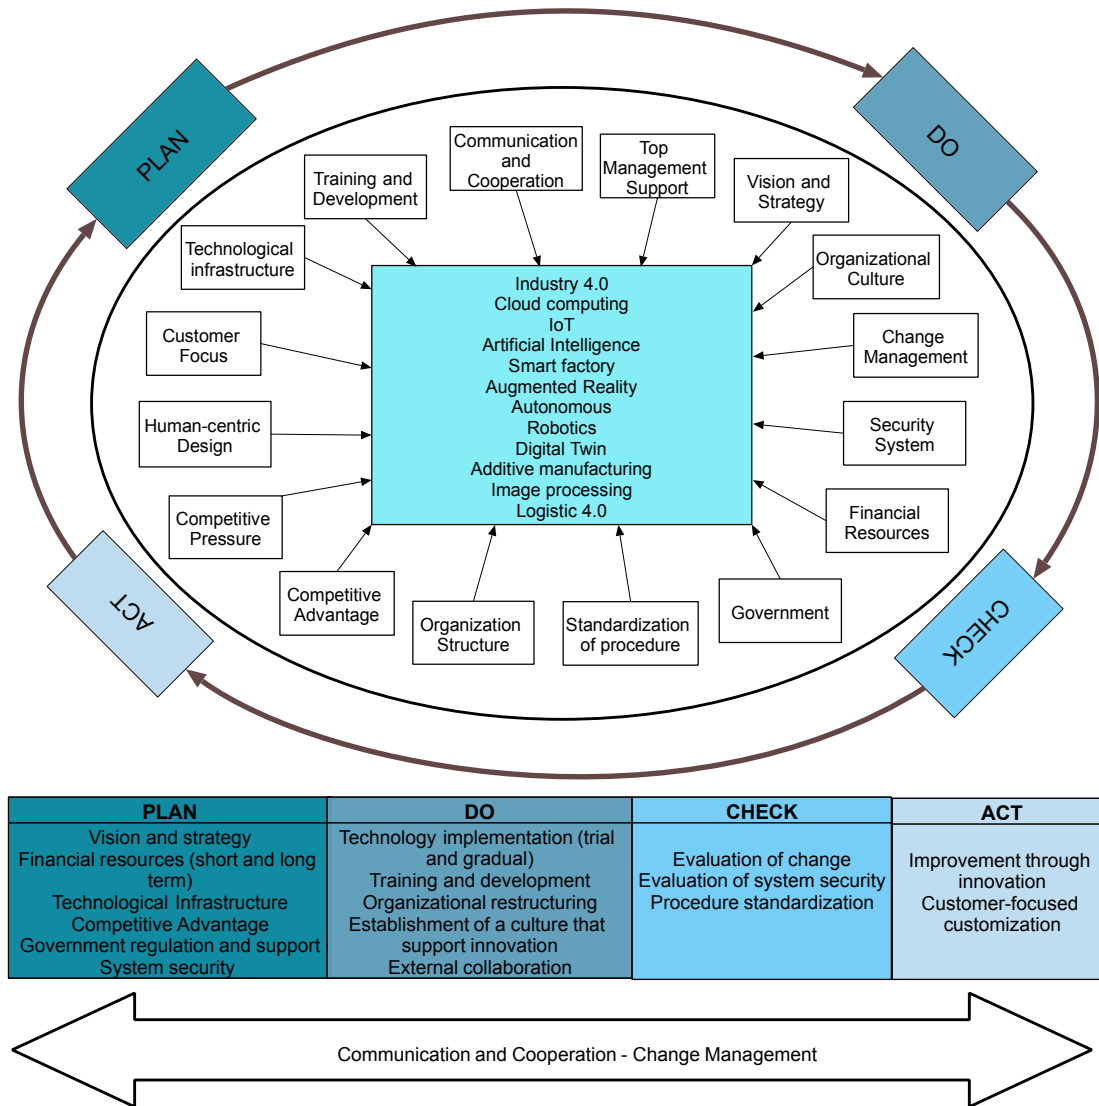 PLAN
DO
Communication
and
Cooperation
Top
Management
Support
Training and
Development
Vision and
Strategy
Technological
infrastructure
Organizational
Culture
Customer
Focus
Change
Management
Human-centric
Design
Security
System
Competitive
Pressure
Financial
Resources
Competitive
Advantage
Organization
Structure
Standardization
of procedure
Government
Industry 4.0
Cloud computing
IoT
Artificial Intelligence
Smart factory
Augmented Reality
Autonomous
Robotics
Digital Twin
Additive manufacturing
Image processing
Logistic 4.0
ACT
CHECK
PLAN
Vision and strategy
Financial resources (short and long
term)
Technological Infrastructure
Competitive Advantage
Government regulation and support
System security
DO
Technology implementation (trial
and gradual)
Training and development
Organizational restructuring
Establishment of a culture that
support innovation
External collaboration
CHECK
Evaluation of change
Evaluation of system security
Procedure standardization
ACT
Improvement through
innovation
Customer-focused
customization
Communication and Cooperation - Change Management